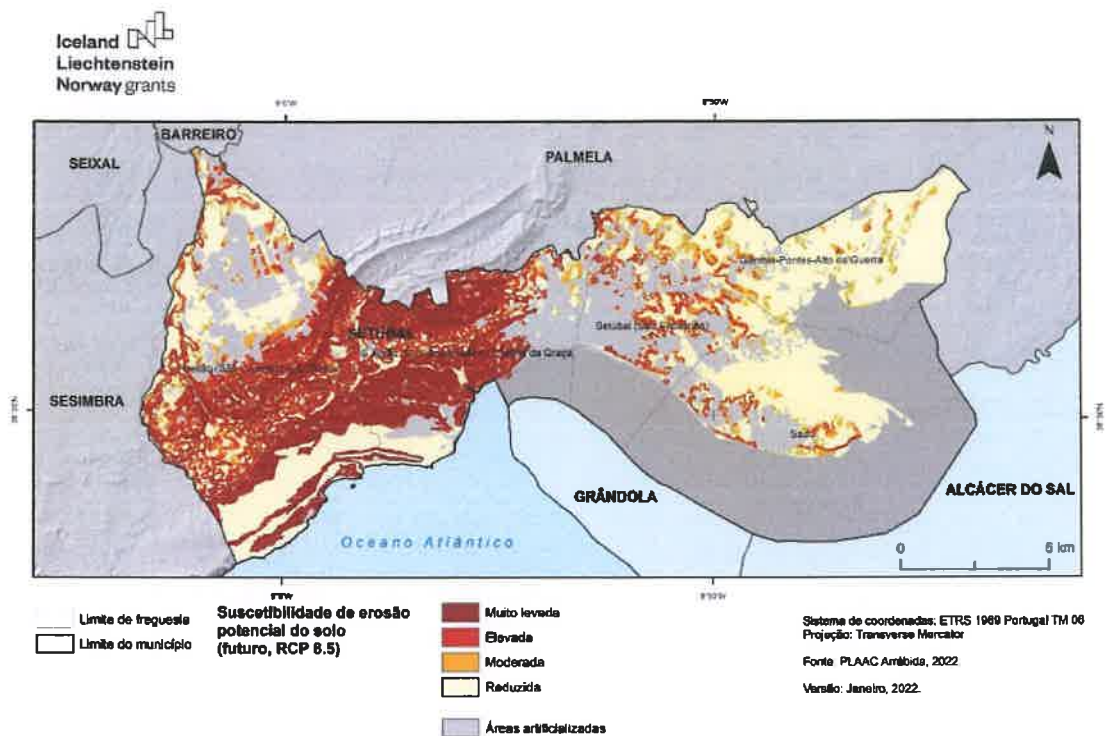 Iceland
Liechtenstein
Norway grants
BARREIRO
SEIXAL
PALMELA
N
SETÚBAL
da Graça
Setúbal
Sado
SESIMBRA
GRÂNDOLA
ALCÁCER DO SAL
Oceano Atlântico
0 5 km
Limite de freguesia
Limite do município
Suscetibilidade de erosão
potencial do solo
(futuro, RCP 8.5)
Muito levada
Elevada
Moderada
Reduzida
Áreas artificializadas
Sistema de coordenadas: ETRS 1989 Portugal TM 06
Projeção: Transverse Mercator
Fonte: PLAAC Arrábida, 2022.
Versão: Janeiro, 2022.